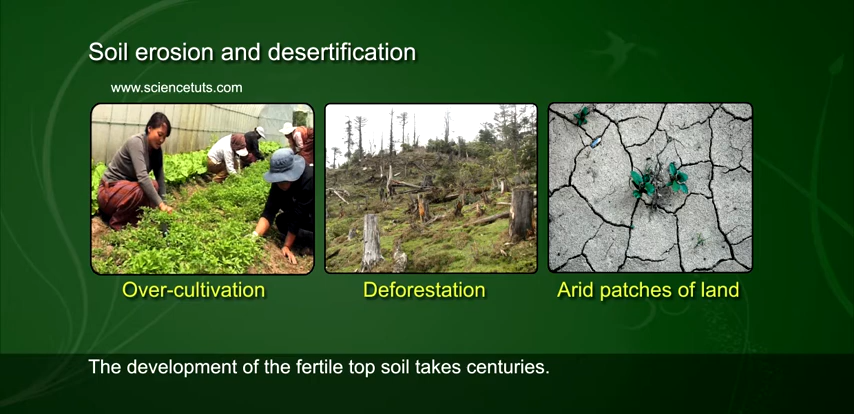 Soil erosion and desertification
www.sciencetuts.com
Over-cultivation
Deforestation
Arid patches of land
The development of the fertile top soil takes centuries.